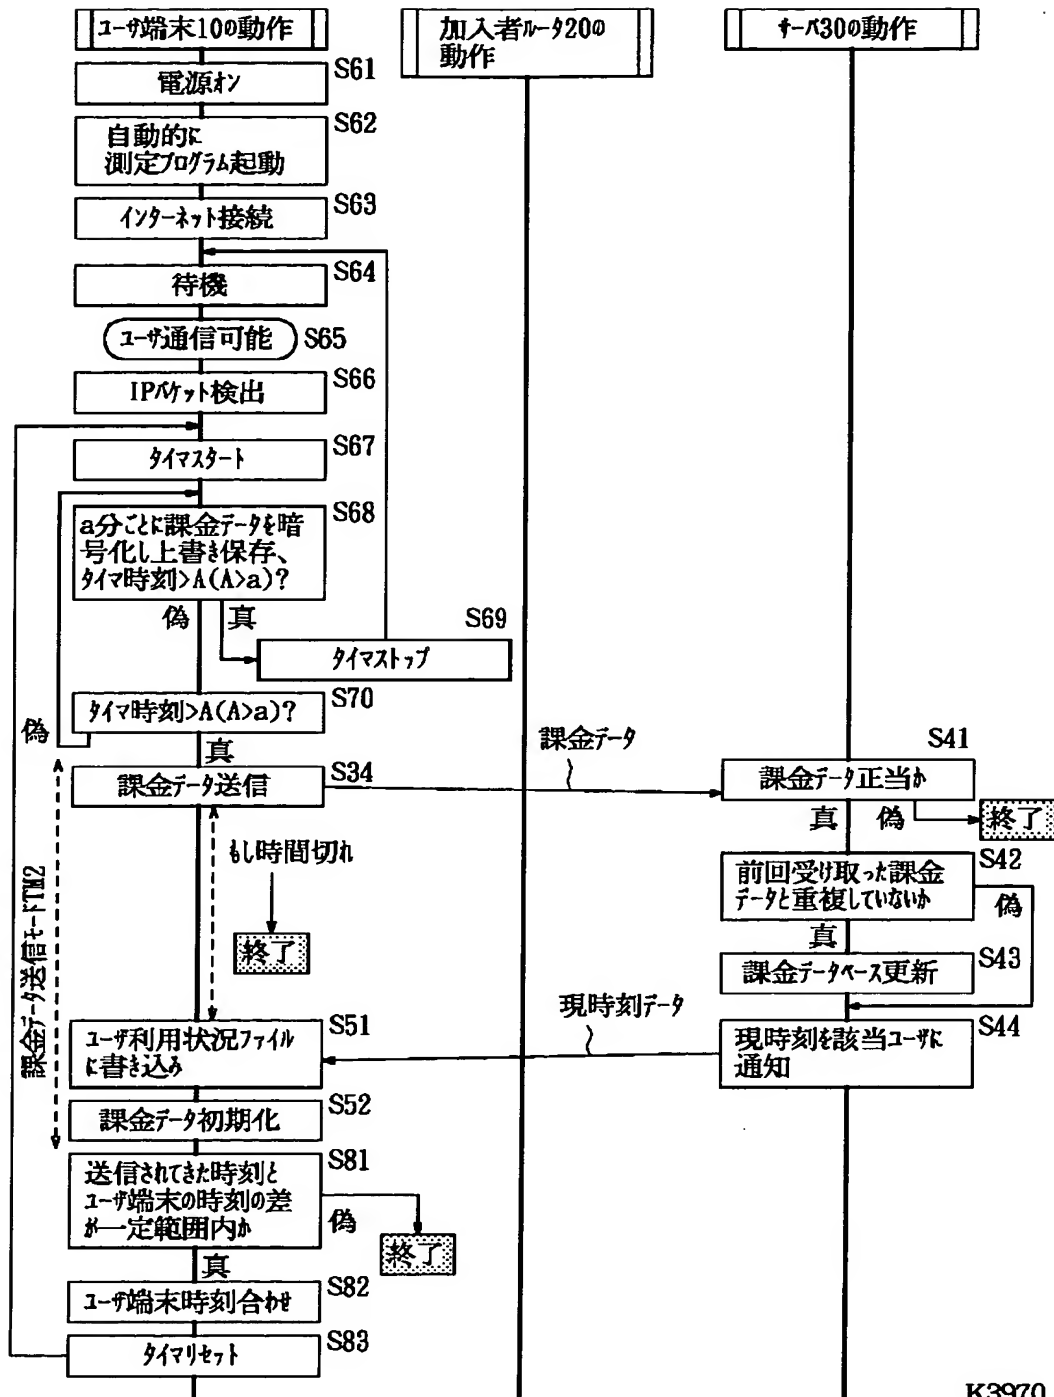 ユーザ端末10の動作
加入者ルータ20の
動作
サーバ30の動作
電源オン
S61
自動的に
測定プログラム起動
S62
インターネット接続
S63
待機
S64
ユーザ通信可能
S65
IPパケット検出
S66
タイマスタート
S67
a分ごとに課金データを暗
号化し上書き保存、
タイマ時刻>A(A>a)?
S68
偽
真
タイマストップ
S69
タイマ時刻>A(A>a)?
S70
偽
真
課金データ送信
S34
課金データ
課金データ正当か
S41
真
偽
終了
もし時間切れ
終了
課金データ送信モードTM2
前回受け取った課金
データと重複していないか
S42
偽
真
課金データベース更新
S43
現時刻データ
現時刻を該当ユーザに
通知
S44
ユーザ利用状況ファイル
に書き込み
S51
課金データ初期化
S52
送信されてきた時刻と
ユーザ端末の時刻の差
が一定範囲内か
S81
偽
終了
真
ユーザ端末時刻合わせ
S82
タイマリセット
S83
K3970